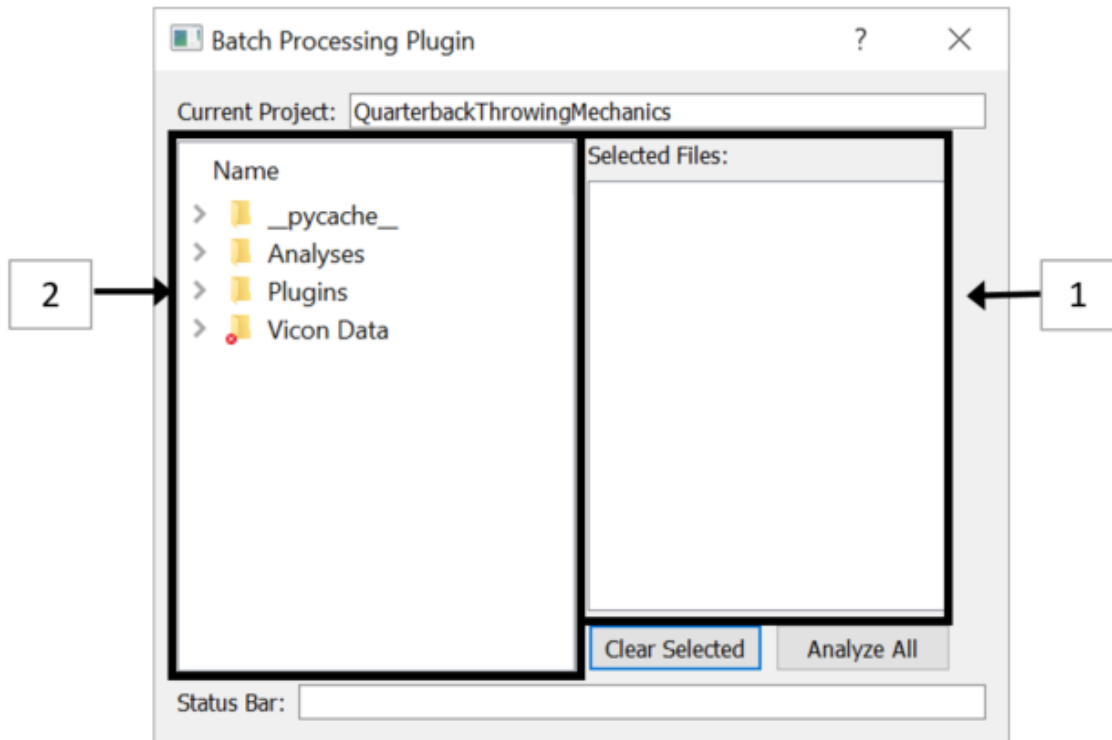 Batch Processing Plugin ?
Current Project: QuarterbackThrowingMechanics
Name
__pycache__
Analyses
Plugins
Vicon Data
Selected Files:
2
1
Clear Selected Analyze All
Status Bar: